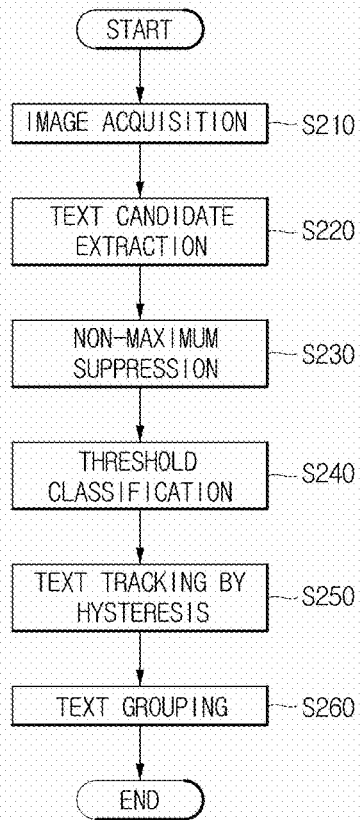 START
IMAGE ACQUISITION
S210
TEXT CANDIDATE
EXTRACTION
S220
NON-MAXIMUM
SUPPRESSION
S230
THRESHOLD
CLASSIFICATION
S240
TEXT TRACKING BY
HYSTERESIS
S250
TEXT GROUPING
S260
END